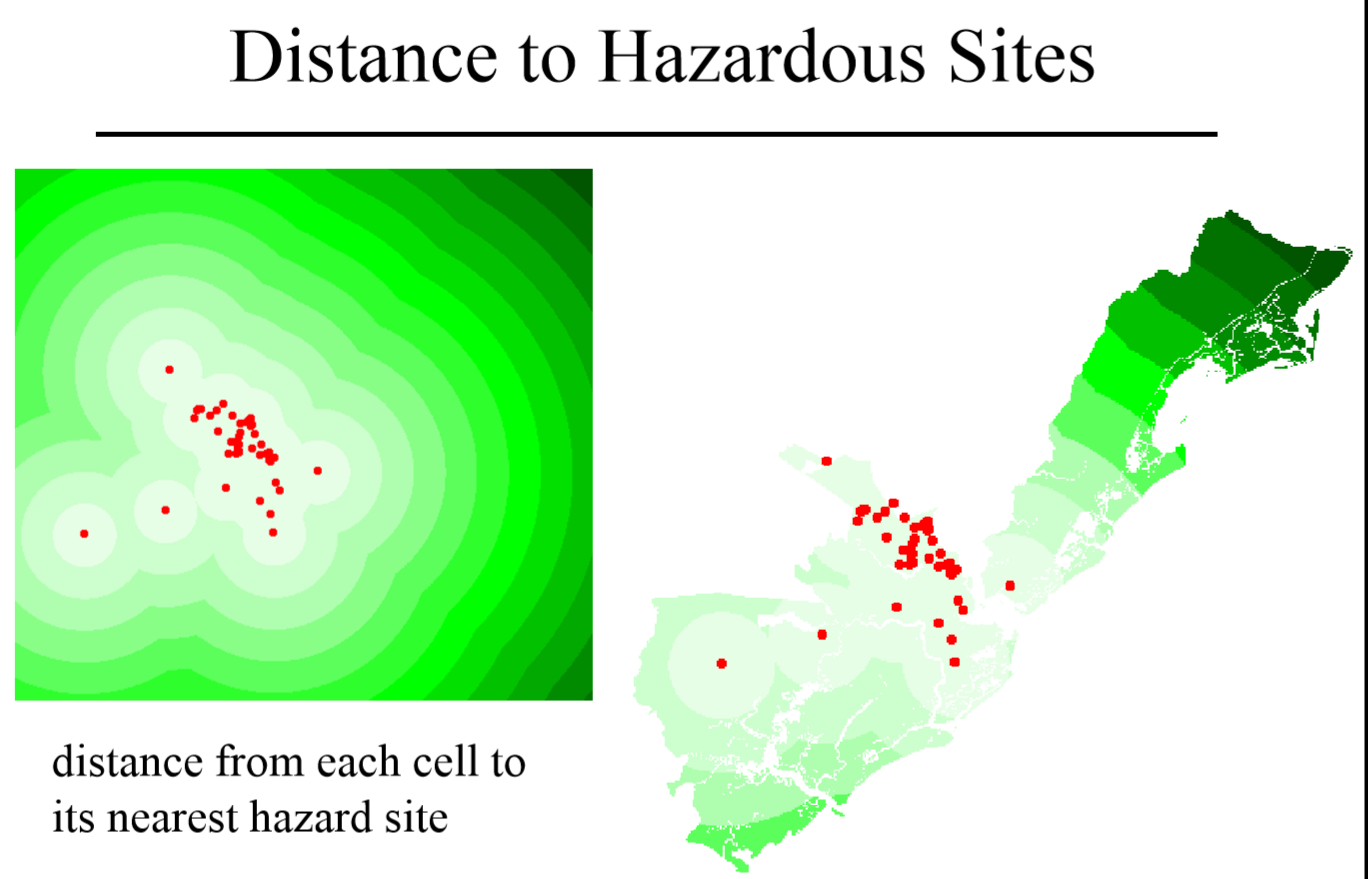 Distance to Hazardous Sites
distance from each cell to
its nearest hazard site